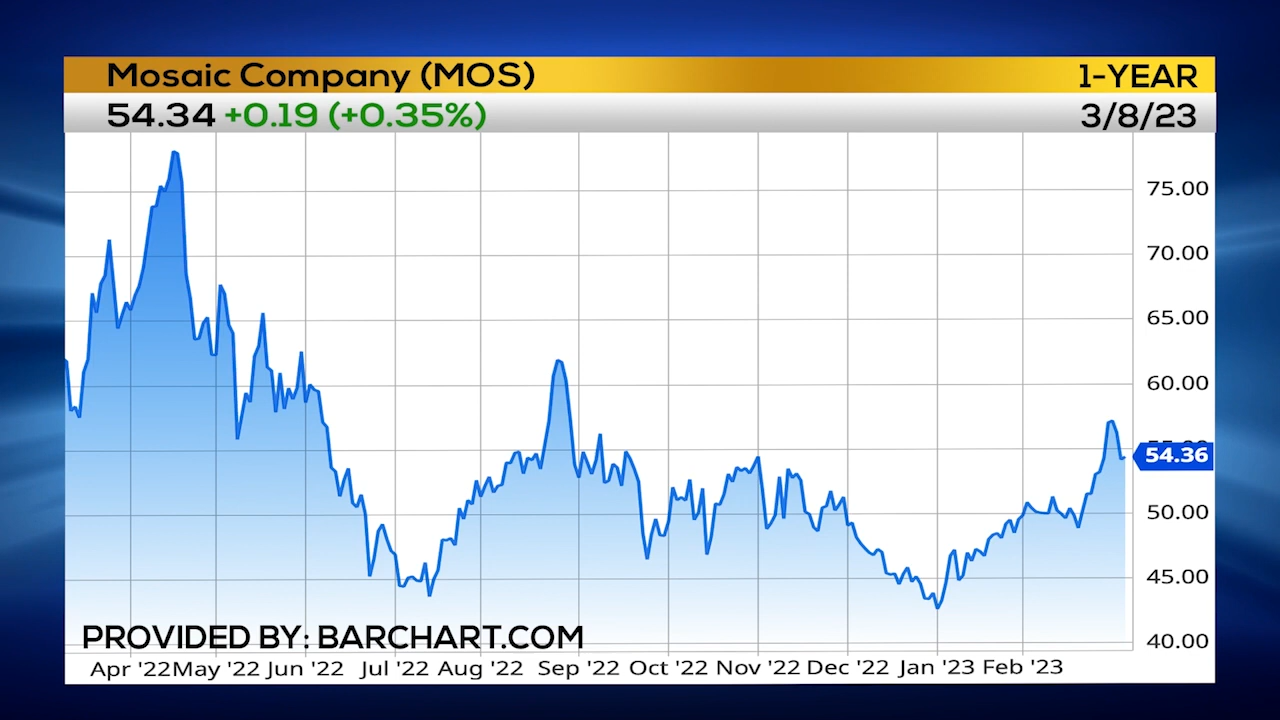 Mosaic Company (MOS) 1-YEAR
54.34 +0.19 (+0.35%) 3/8/23
75.00
70.00
65.00
60.00
54.36
50.00
45.00
40.00
PROVIDED BY: BARCHART.COM
Apr '22 May '22 Jun '22 Jul '22 Aug '22 Sep '22 Oct '22 Nov '22 Dec '22 Jan '23 Feb '23